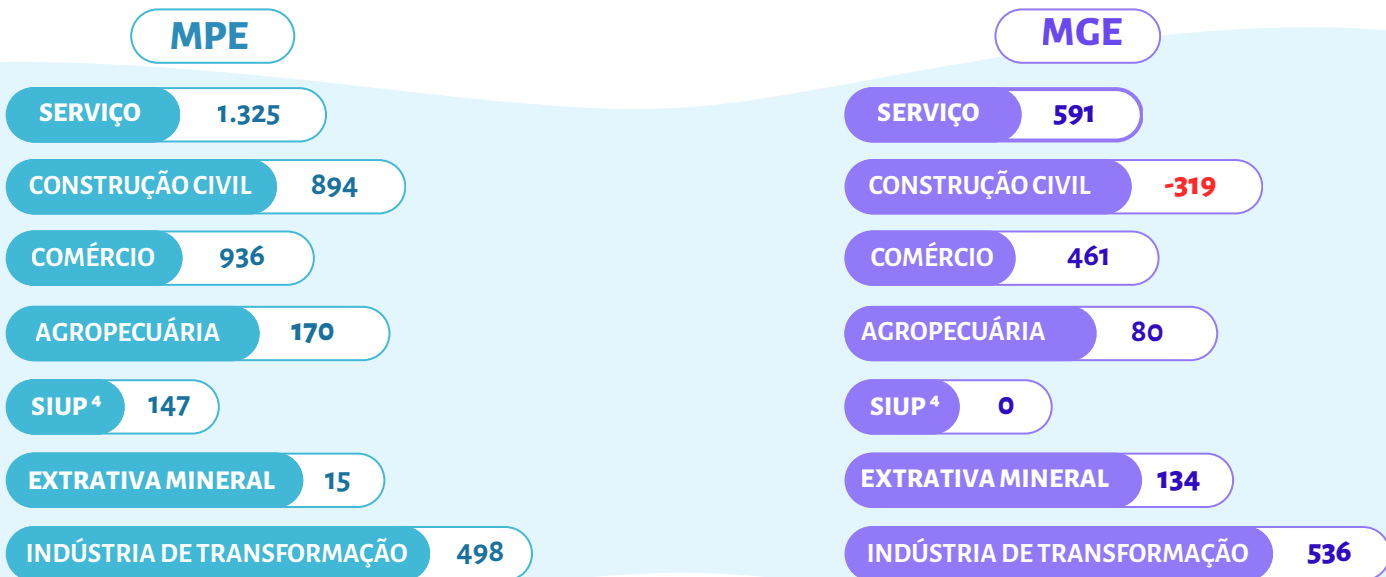 MPE
SERVIÇO 1.325
CONSTRUÇÃO CIVIL 894
COMÉRCIO 936
AGROPECUÁRIA 170
SIUP ⁴ 147
EXTRATIVA MINERAL 15
INDÚSTRIA DE TRANSFORMAÇÃO 498
MGE
SERVIÇO 591
CONSTRUÇÃO CIVIL -319
COMÉRCIO 461
AGROPECUÁRIA 80
SIUP ⁴ 0
EXTRATIVA MINERAL 134
INDÚSTRIA DE TRANSFORMAÇÃO 536